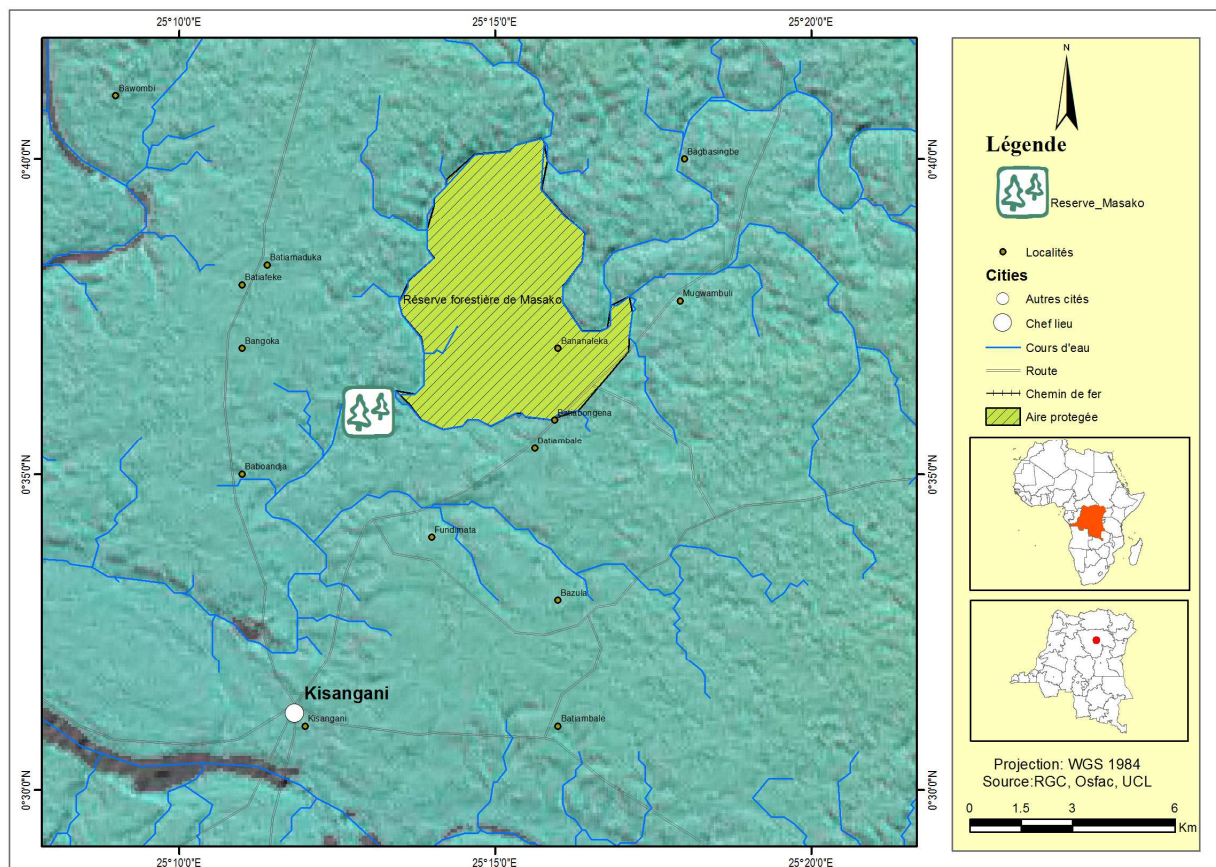 25°10'0"E
25°15'0"E
25°20'0"E
0°40'0"N
0°40'0"N
0°35'0"N
0°35'0"N
0°30'0"N
0°30'0"N
Bawombi
Bagbasingbe
Batiamaduka
Batiafeke
Mugwambuli
Réserve forestière de Masako
Bangoka
Bananaleka
Batiabongena
Batiambale
Baboandja
Fundimata
Bazula
Kisangani
Kisangani
Batiambale
25°10'0"E
25°15'0"E
25°20'0"E
N
Légende
Reserve_Masako
Localités
Cities
Autres cités
Chef lieu
Cours d'eau
Route
Chemin de fer
Aire protegée
Projection: WGS 1984
Source:RGC, Osfac, UCL
0 1.5 3 6
Km